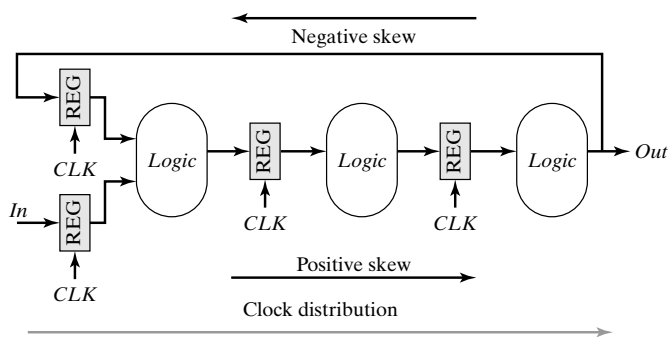 Negative skew
REG
CLK
In
REG
CLK
Logic
REG
CLK
Logic
REG
CLK
Logic
Out
Positive skew
Clock distribution